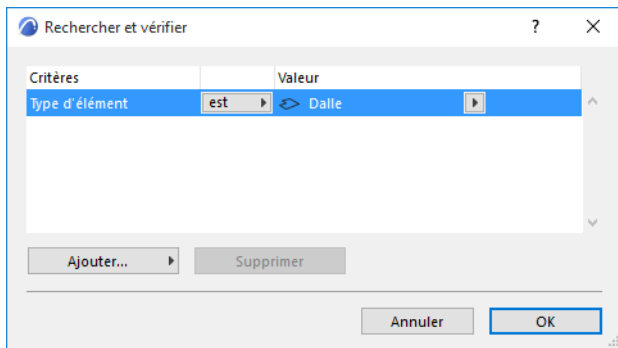 Rechercher et vérifier ?
Critères Valeur
Type d'élément est Dalle
Ajouter... Supprimer
Annuler OK